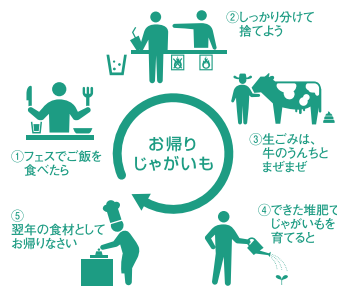 お帰り
じゃがいも
①フェスでご飯を
食べたら
②しっかり分けて
捨てよう
③生ごみは、
牛のうんちと
まぜまぜ
④できた堆肥で
じゃがいもを
育てると
⑤
翌年の食材として
お帰りなさい